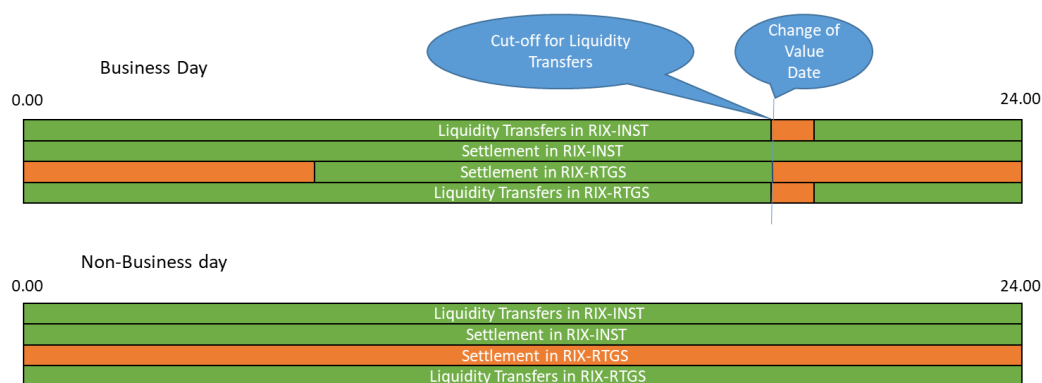 Cut-off for Liquidity
Transfers
Change of
Value
Date
Business Day
0.00
24.00
Liquidity Transfers in RIX-INST
Settlement in RIX-INST
Settlement in RIX-RTGS
Liquidity Transfers in RIX-RTGS
Non-Business day
0.00
24.00
Liquidity Transfers in RIX-INST
Settlement in RIX-INST
Settlement in RIX-RTGS
Liquidity Transfers in RIX-RTGS